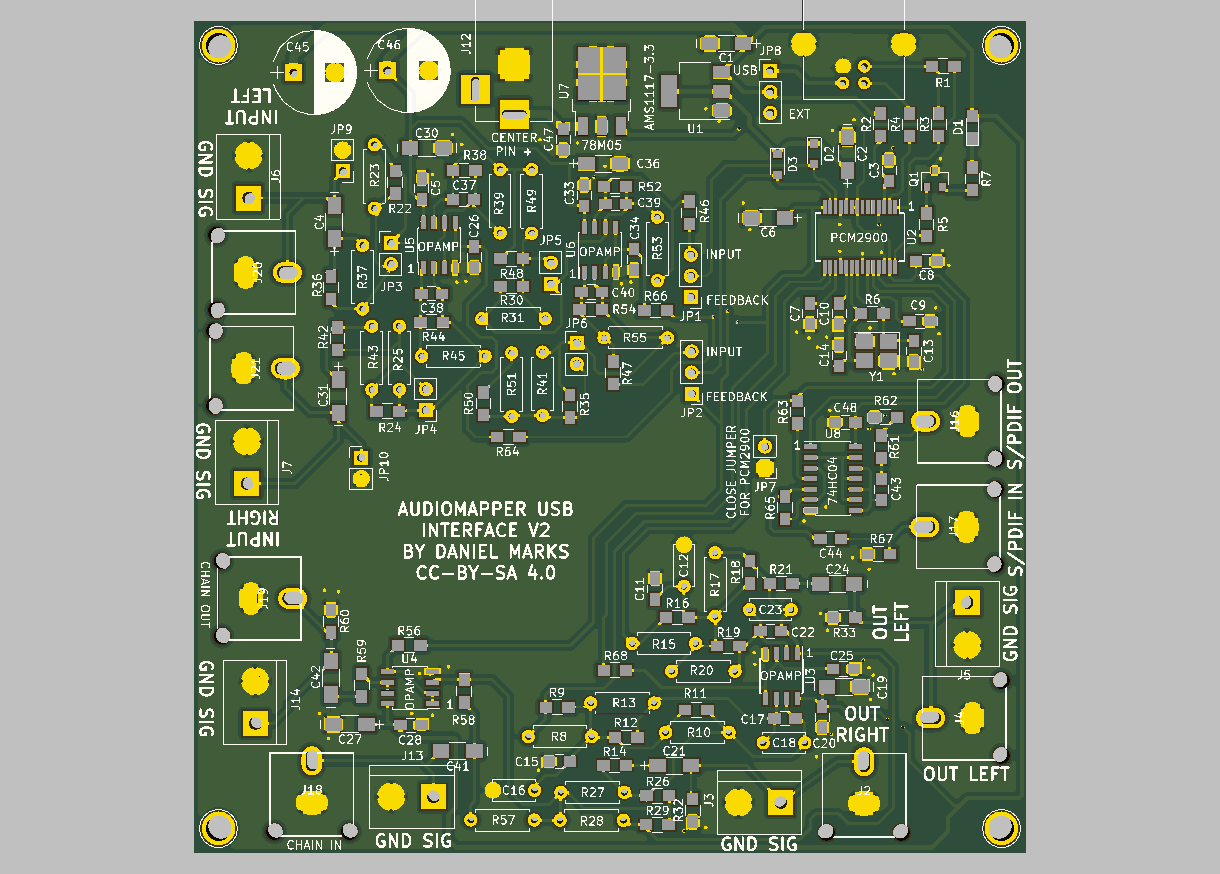 C45
C46
J12
U7
AMS1117-3.3
C1
USB
JP8
R1
INPUT
LEFT
U1
EXT
CENTER
PIN +
C47
78M05
R2
R4
R3
D1
GND SIG
J6
JP9
R23
C30
R38
C36
D3
D2
C2
C3
Q1
R7
R22
C5
C37
R39
R49
C33
R52
C39
R46
C4
U5
OPAMP
C26
JP5
U6
OPAMP
C34
R53
C6
PCM2900
U2
R5
1
J20
R36
R37
JP3
1
R48
R30
1
C40
R54
R66
INPUT
FEEDBACK
JP1
C8
C38
R44
R31
JP6
R55
C7
C10
R6
C9
J21
R42
R43
R25
R45
R51
R41
R47
INPUT
FEEDBACK
JP2
C14
C13
Y1
C31
R24
JP4
R50
R35
R64
R63
C48
R62
U8
J16
S/PDIF OUT
GND SIG
J7
JP10
CLOSE JUMPER
FOR PCM2900
JP7
1
74HC04
R61
C43
R65
INPUT
RIGHT
AUDIOMAPPER USB
INTERFACE V2
BY DANIEL MARKS
CC-BY-SA 4.0
J17
S/PDIF IN
C44
R67
CHAIN OUT
J19
R60
C11
C12
R17
R18
R21
C24
R16
C23
R33
OUT
LEFT
GND SIG
J5
R56
R59
U4
OPAMP
1
R58
R15
R19
C22
R68
R20
OPAMP
U3
1
C25
C19
GND SIG
J14
C42
C27
C28
R9
R13
R11
R12
R8
R10
C17
C18
C20
OUT
RIGHT
J4
OUT LEFT
J13
C41
C15
R14
C21
J18
CHAIN IN
GND SIG
C16
R27
R26
R57
R28
R29
R32
J3
GND SIG
J2